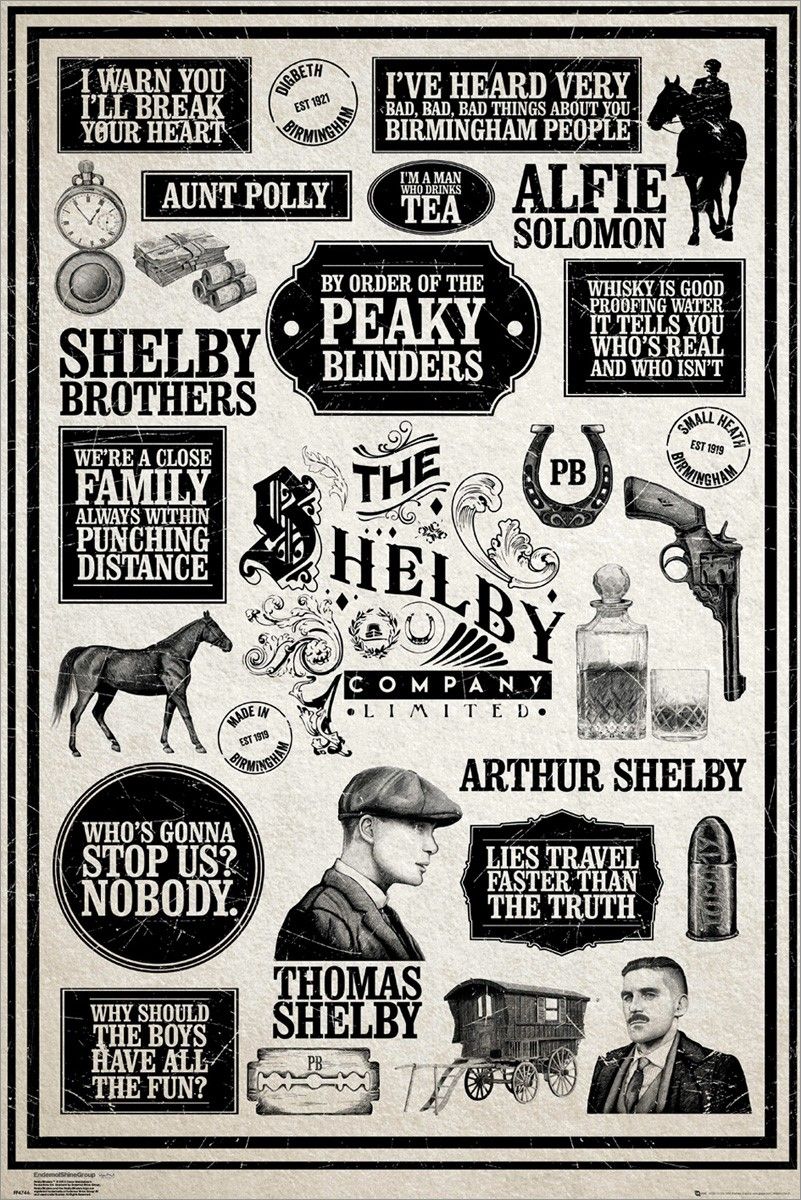 I WARN YOU
I'LL BREAK
YOUR HEART
DIGBETH
EST 1921
BIRMINGHAM
I'VE HEARD VERY
BAD, BAD, BAD THINGS ABOUT YOU
BIRMINGHAM PEOPLE
AUNT POLLY
I'M A MAN
WHO DRINKS
TEA
ALFIE
SOLOMON
BY ORDER OF THE
PEAKY
BLINDERS
WHISKY IS GOOD
PROOFING WATER
IT TELLS YOU
WHO'S REAL
AND WHO ISN'T
SHELBY
BROTHERS
SMALL HEATH
EST 1919
BIRMINGHAM
WE'RE A CLOSE
FAMILY
ALWAYS WITHIN
PUNCHING
DISTANCE
THE
SHELBY
COMPANY
LIMITED
PB
MADE IN
EST 1919
BIRMINGHAM
ARTHUR SHELBY
WHO'S GONNA
STOP US?
NOBODY.
LIES TRAVEL
FASTER THAN
THE TRUTH
TOMMY
THOMAS
SHELBY
WHY SHOULD
THE BOYS
HAVE ALL
THE FUN?
PB
EndemolShineGroup